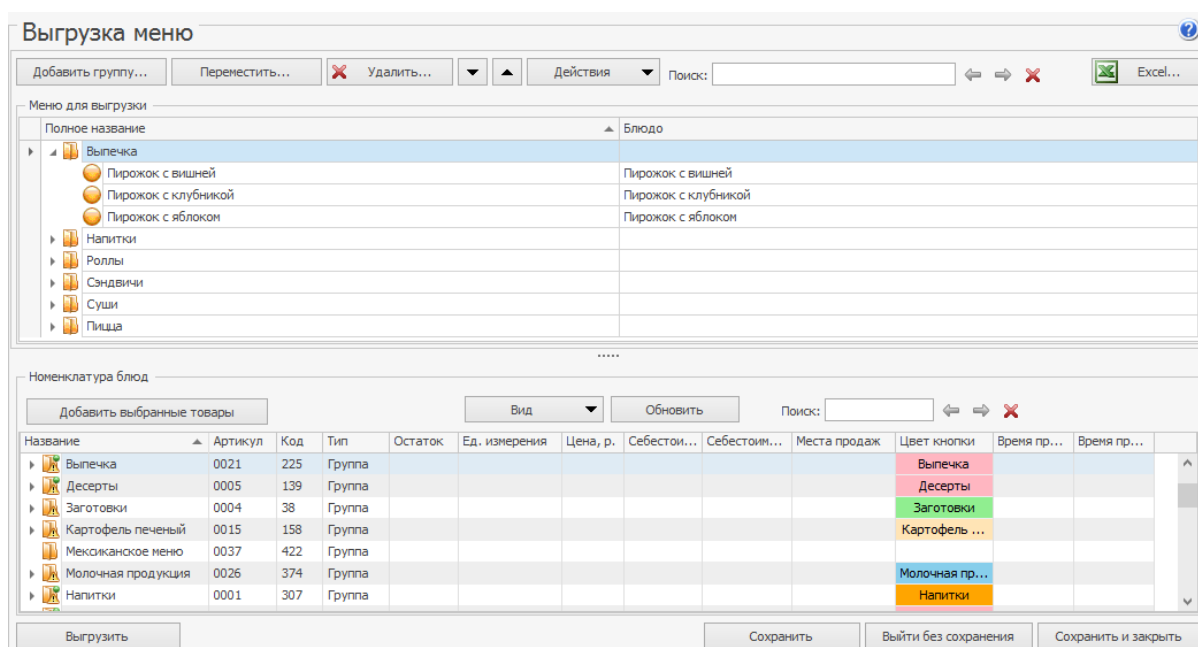 Выгрузка меню
Добавить группу... Переместить... Удалить... Действия Поиск: Excel...
Меню для выгрузки
Полное название Блюдо
Выпечка
Пирожок с вишней Пирожок с вишней
Пирожок с клубникой Пирожок с клубникой
Пирожок с яблоком Пирожок с яблоком
Напитки
Роллы
Сэндвичи
Суши
Пицца
Номенклатура блюд
Добавить выбранные товары Вид Обновить Поиск:
Название Артикул Код Тип Остаток Ед. измерения Цена, р. Себестои... Себестоим... Места продаж Цвет кнопки Время пр... Время пр...
Выпечка 0021 225 Группа Выпечка
Десерты 0005 139 Группа Десерты
Заготовки 0004 38 Группа Заготовки
Картофель печеный 0015 158 Группа Картофель ...
Мексиканское меню 0037 422 Группа
Молочная продукция 0026 374 Группа Молочная пр...
Напитки 0001 307 Группа Напитки
Выгрузить Сохранить Выйти без сохранения Сохранить и закрыть